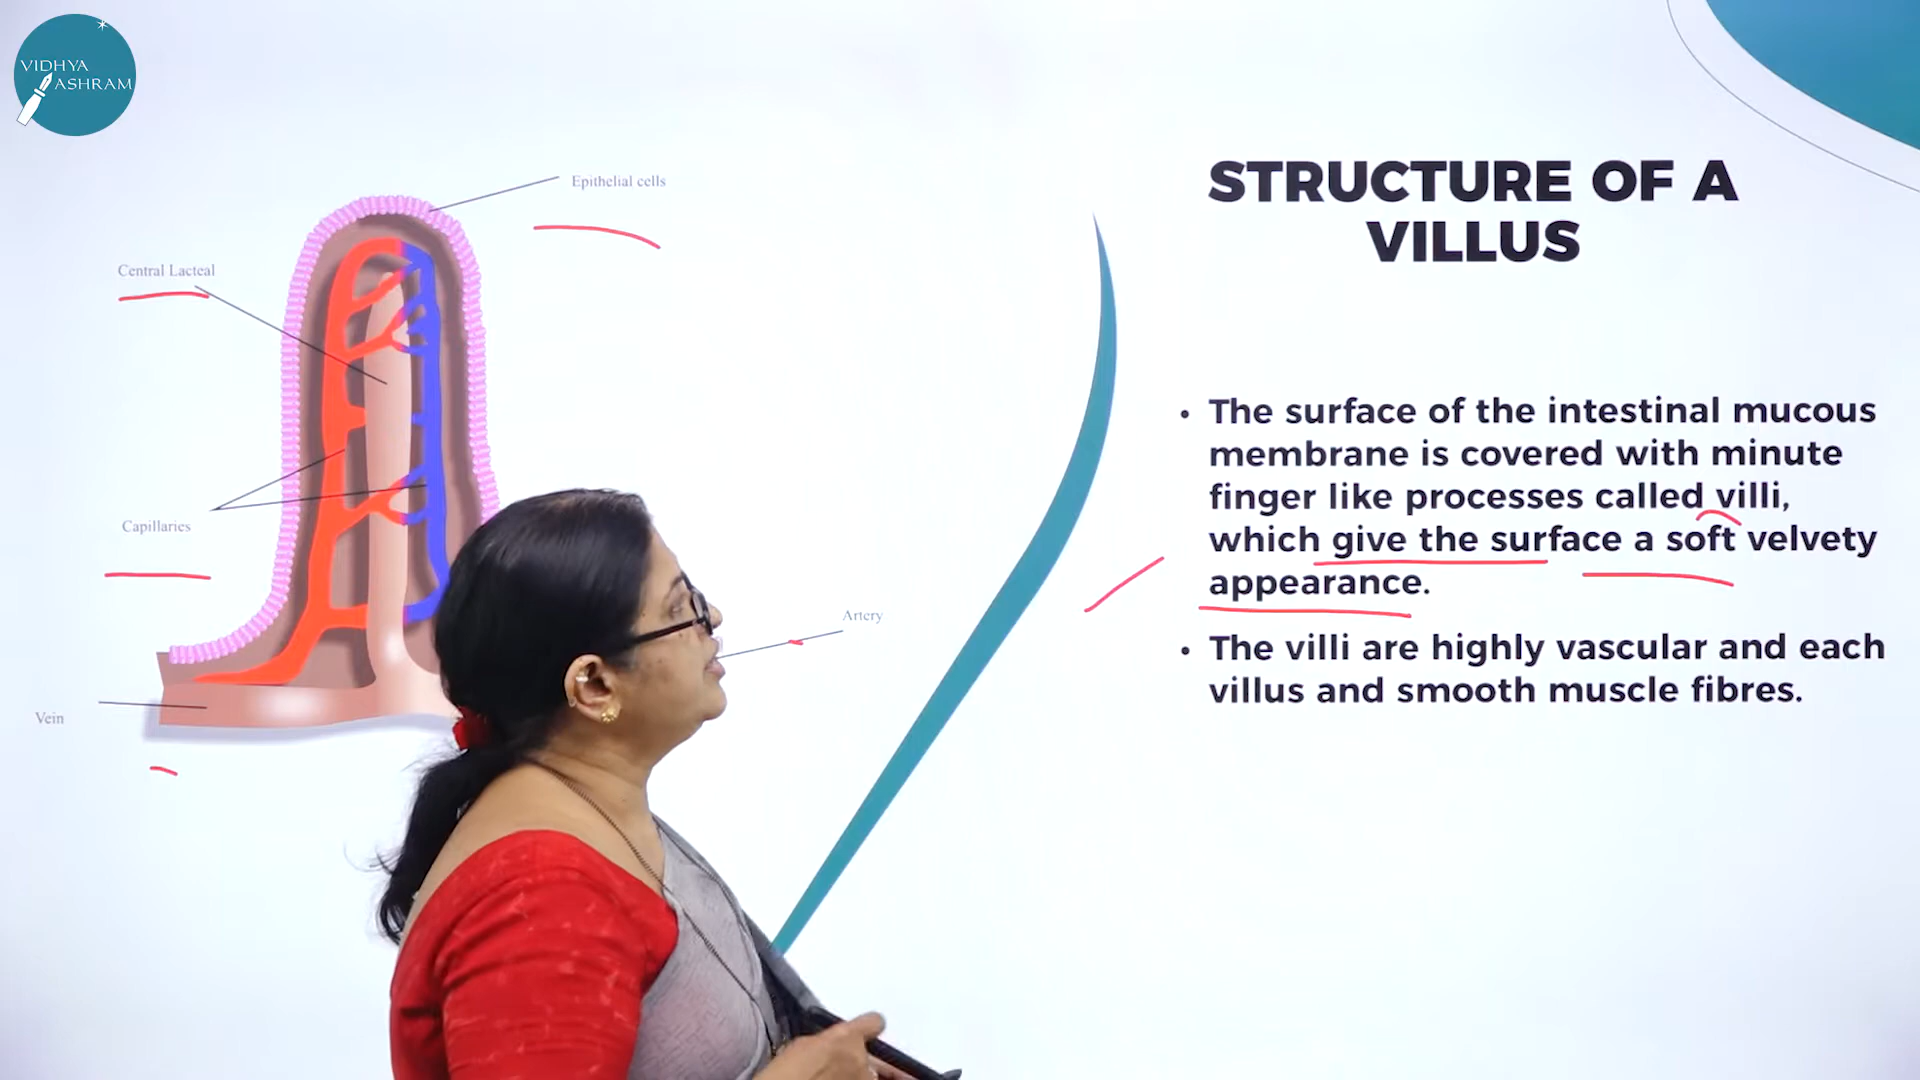 VIDHYA
ASHRAM
Epithelial cells
Central Lacteal
Capillaries
Artery
Vein
STRUCTURE OF A
VILLUS
• The surface of the intestinal mucous
membrane is covered with minute
finger like processes called villi,
which give the surface a soft velvety
appearance.
• The villi are highly vascular and each
villus and smooth muscle fibres.